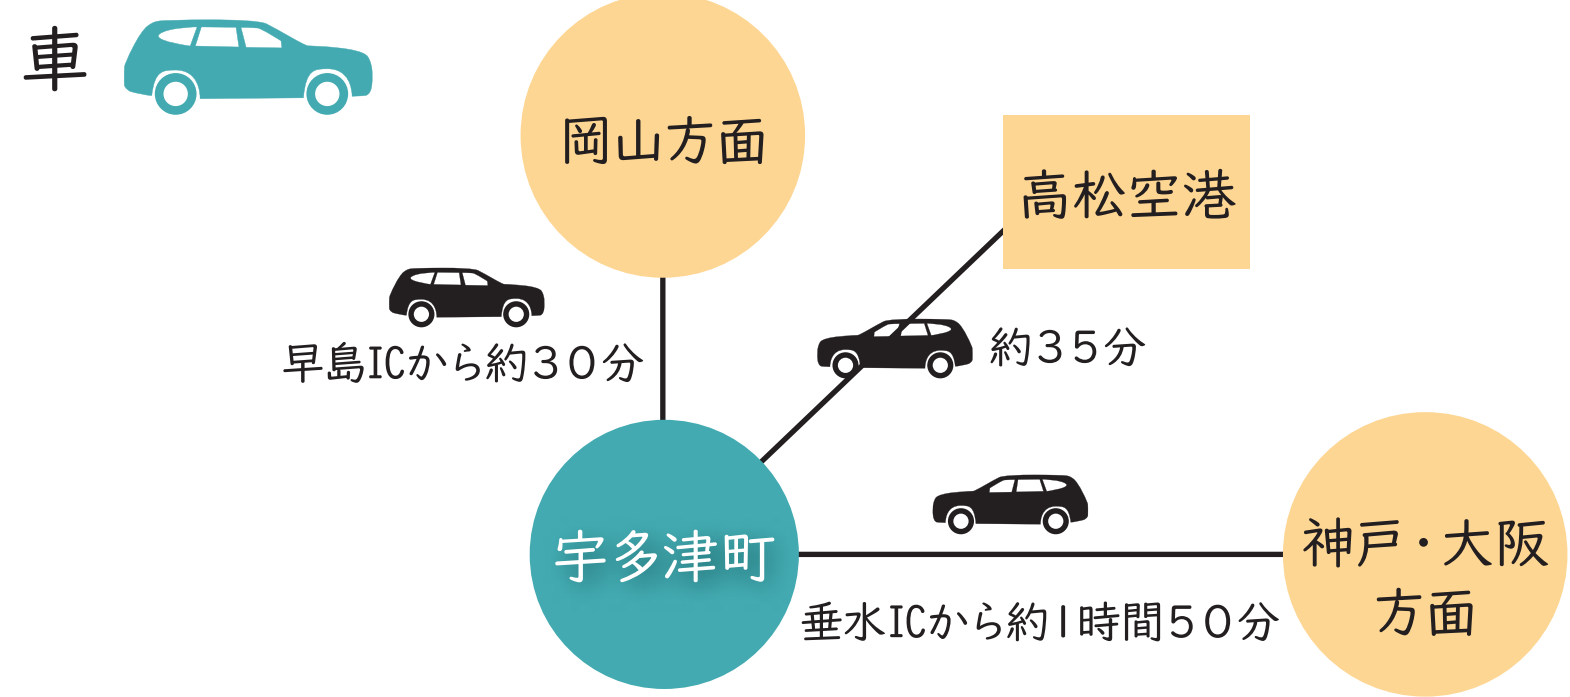 車
岡山方面
高松空港
早島ICから約３０分
約３５分
宇多津町
神戸・大阪
方面
垂水ICから約１時間５０分